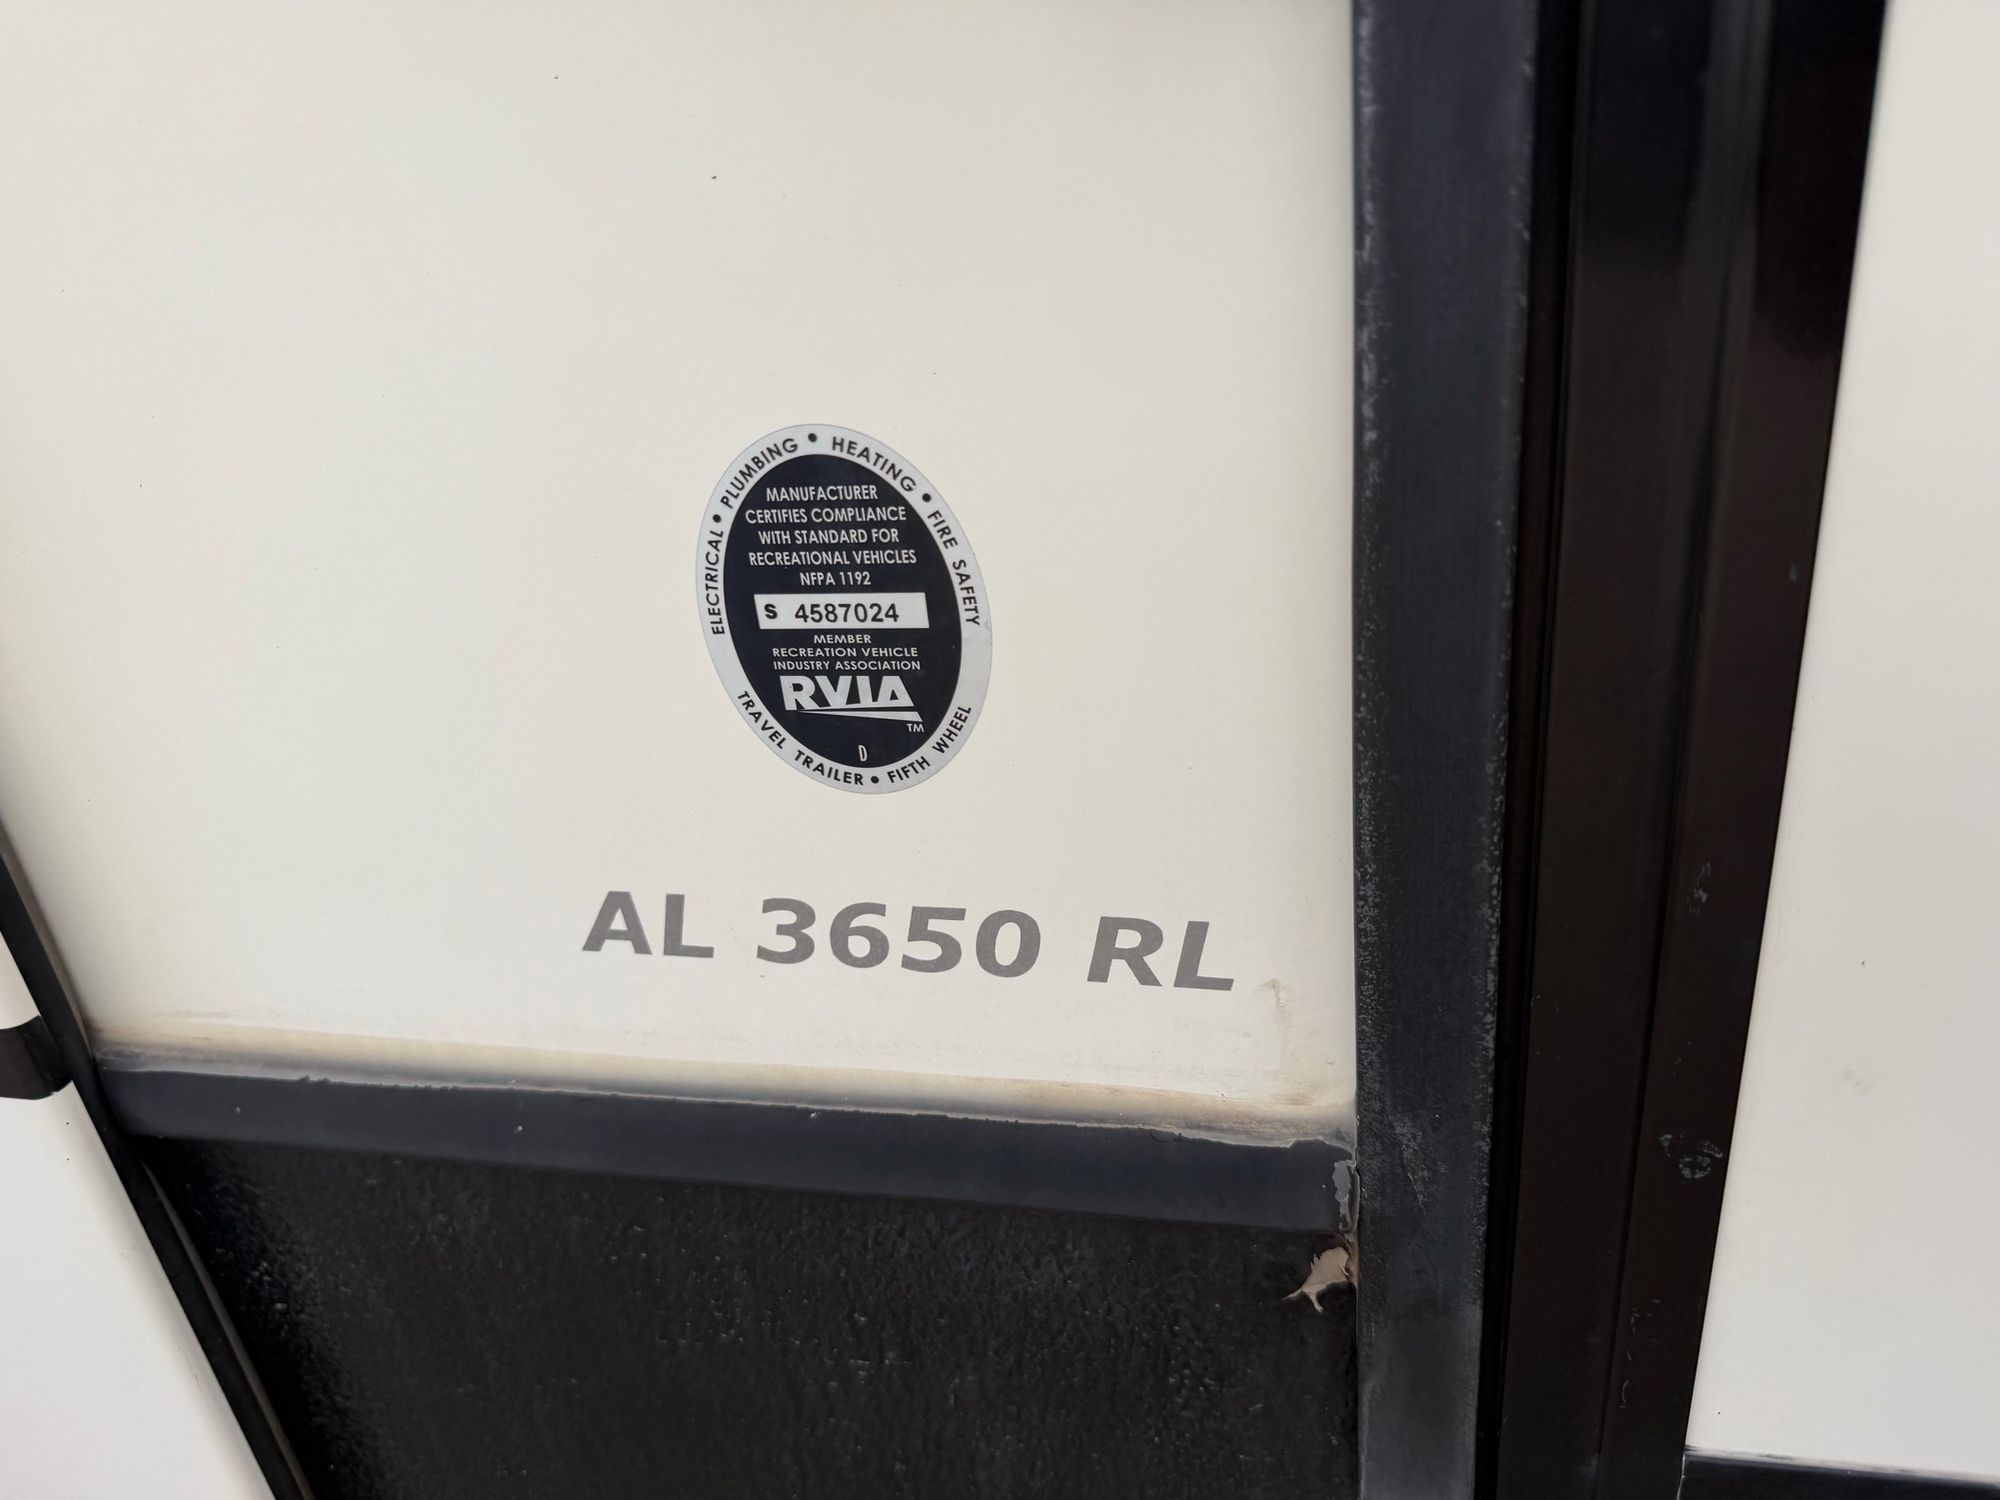 ELECTRICAL • PLUMBING • HEATING • FIRE SAFETY
MANUFACTURER
CERTIFIES COMPLIANCE
WITH STANDARD FOR
RECREATIONAL VEHICLES
NFPA 1192
S 4587024
MEMBER
RECREATION VEHICLE
INDUSTRY ASSOCIATION
RVIA
TM
D
TRAVEL TRAILER • FIFTH WHEEL
AL 3650 RL